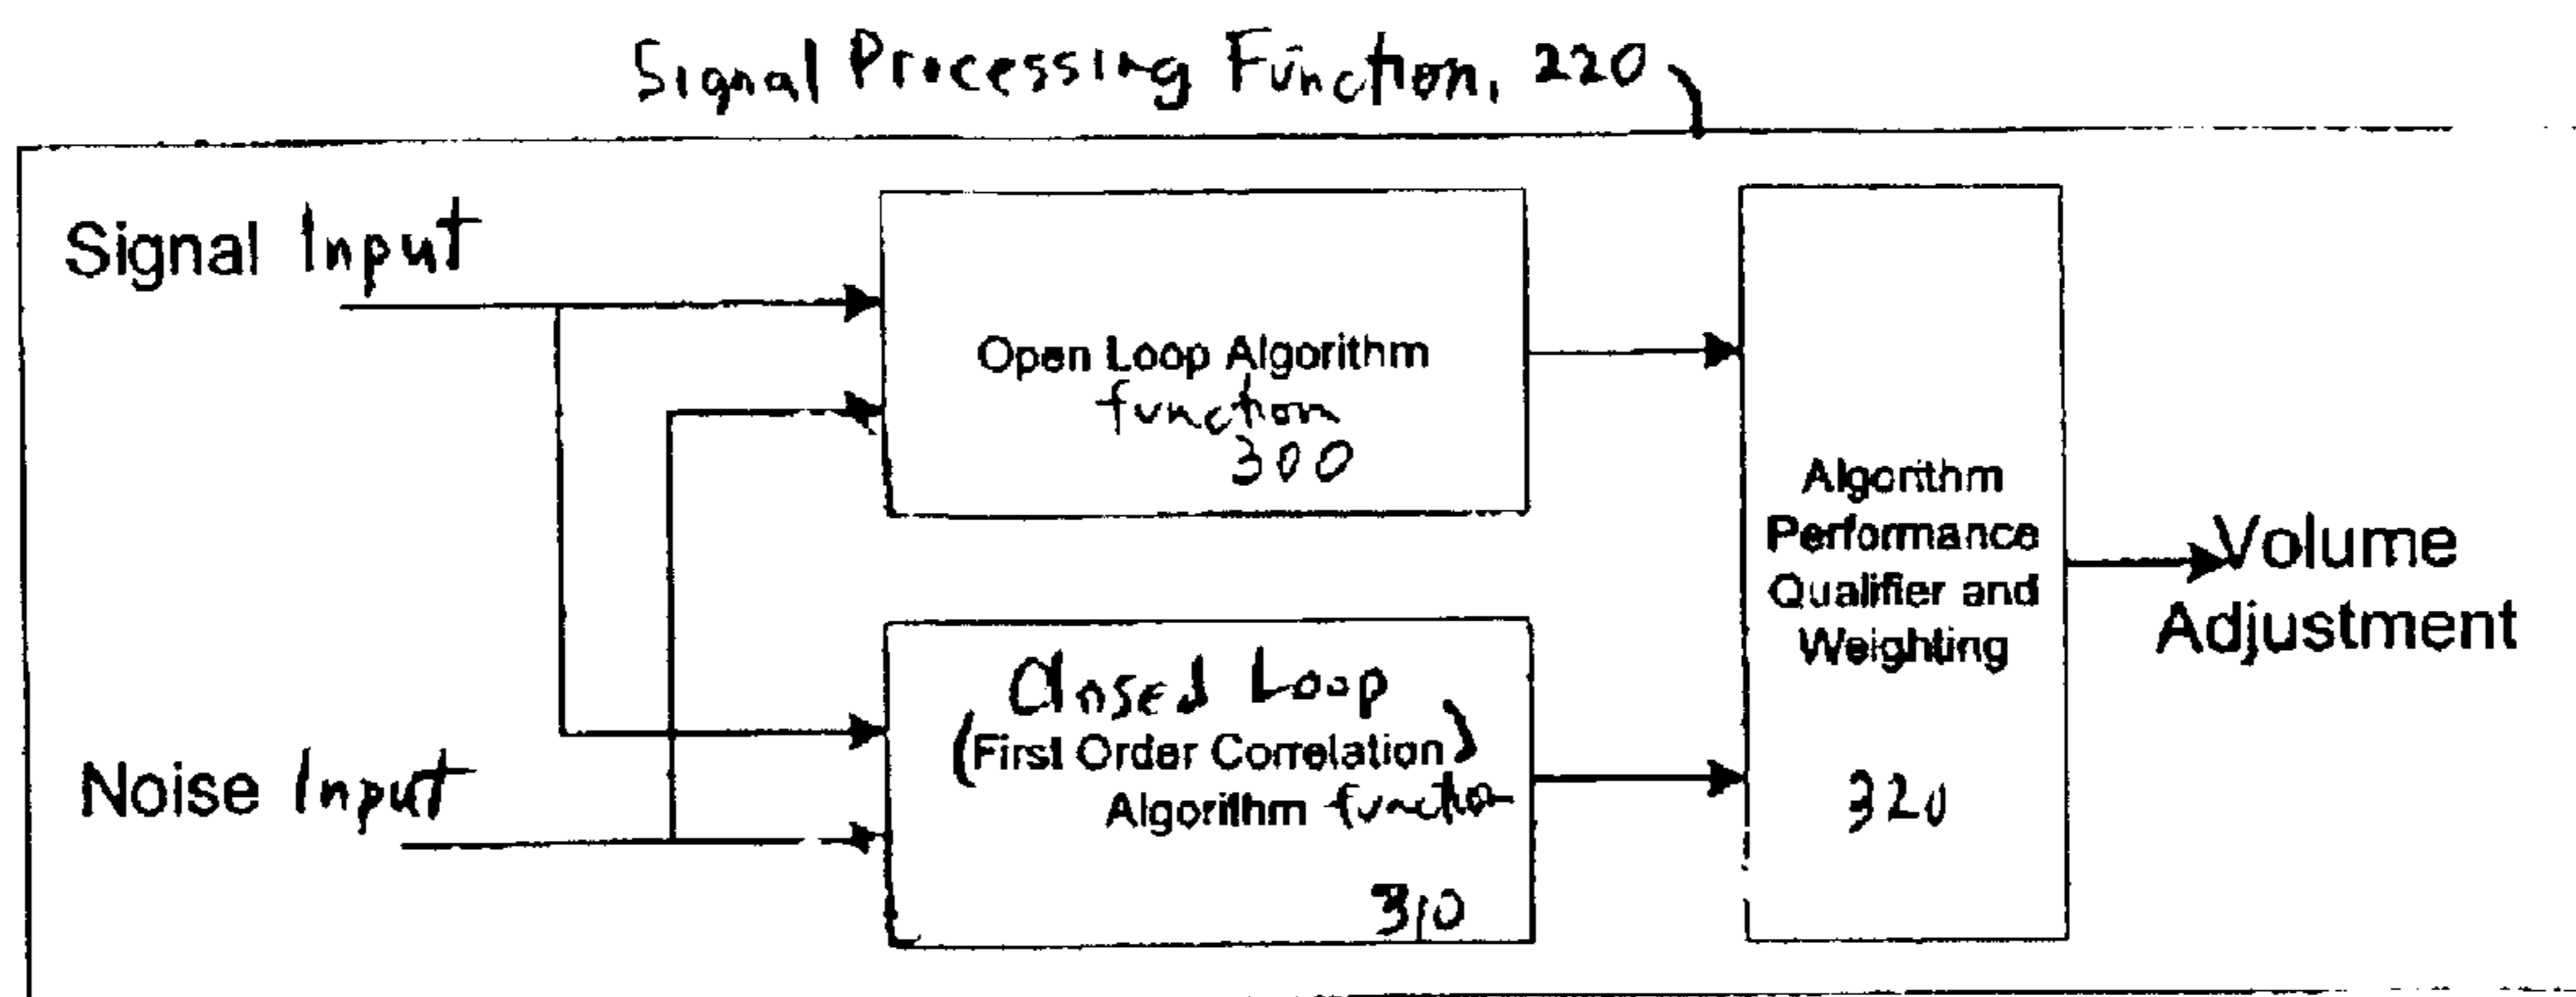 Signal Processing Function, 220
Signal Input
Open Loop Algorithm
function
300
Algorithm
Performance
Qualifier and
Weighting
320
Volume
Adjustment
Noise Input
Closed Loop
(First Order Correlation)
Algorithm function
310